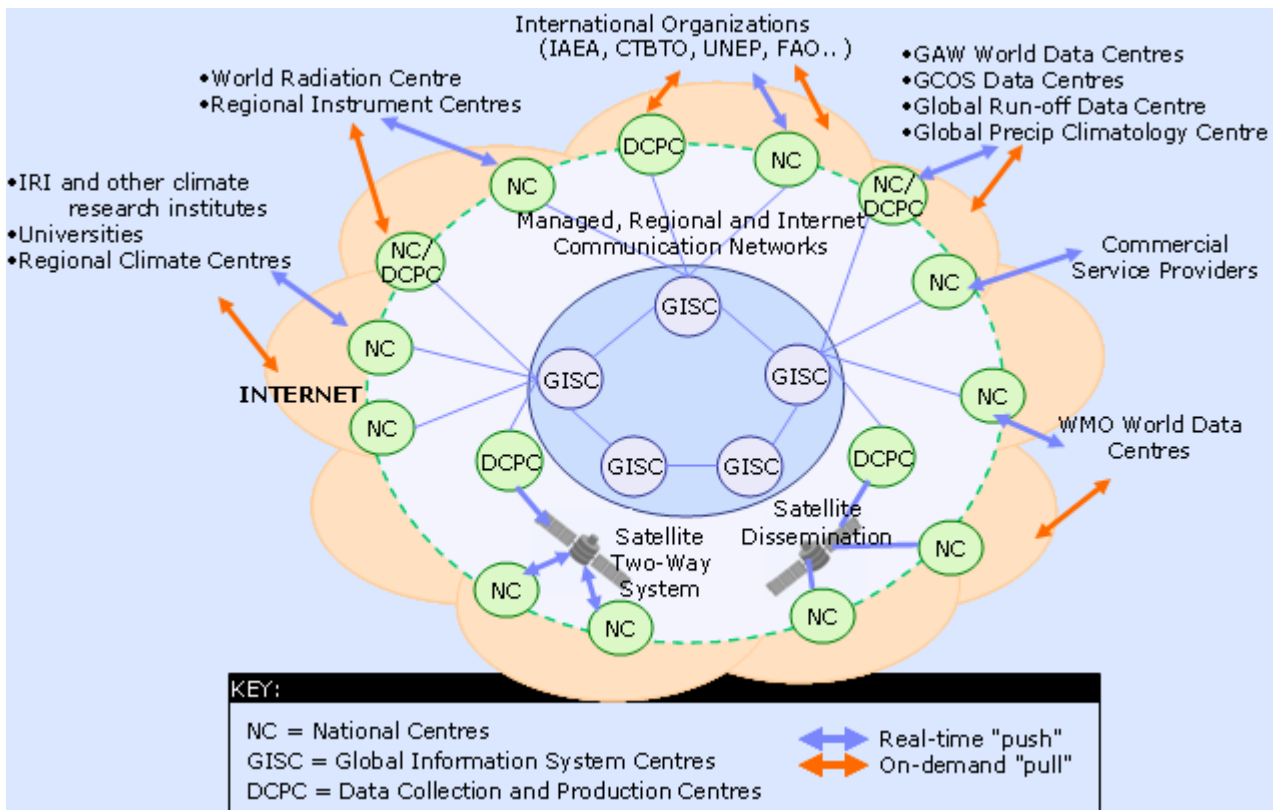 International Organizations
(IAEA, CTBTO, UNEP, FAO.. )
•World Radiation Centre
•Regional Instrument Centres
•GAW World Data Centres
•GCOS Data Centres
•Global Run-off Data Centre
•Global Precip Climatology Centre
•IRI and other climate
research institutes
•Universities
•Regional Climate Centres
DCPC
NC
NC
NC/
DCPC
NC/
DCPC
Managed, Regional and Internet
Communication Networks
Commercial
Service Providers
NC
GISC
NC
GISC
GISC
INTERNET
NC
NC
WMO World Data
Centres
DCPC
GISC
GISC
DCPC
Satellite
Two-Way
System
Satellite
Dissemination
NC
NC
NC
NC
KEY:
NC = National Centres
GISC = Global Information System Centres
DCPC = Data Collection and Production Centres
Real-time "push"
On-demand "pull"